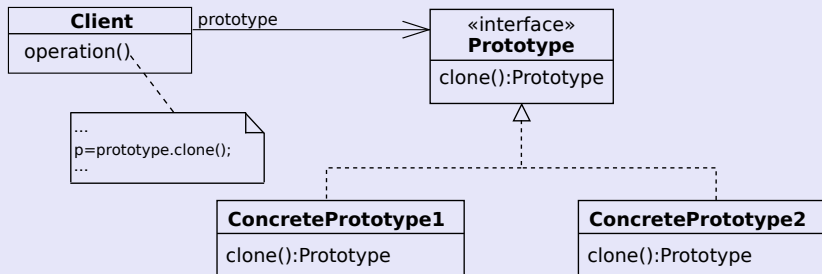 Client
operation()
prototype
«interface»
Prototype
clone():Prototype
...
p=prototype.clone();
...
ConcretePrototype1
clone():Prototype
ConcretePrototype2
clone():Prototype